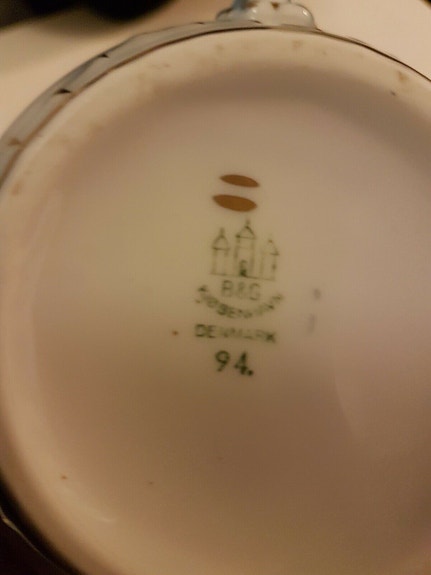 B&G
KJØBENHAVN
DENMARK
94.